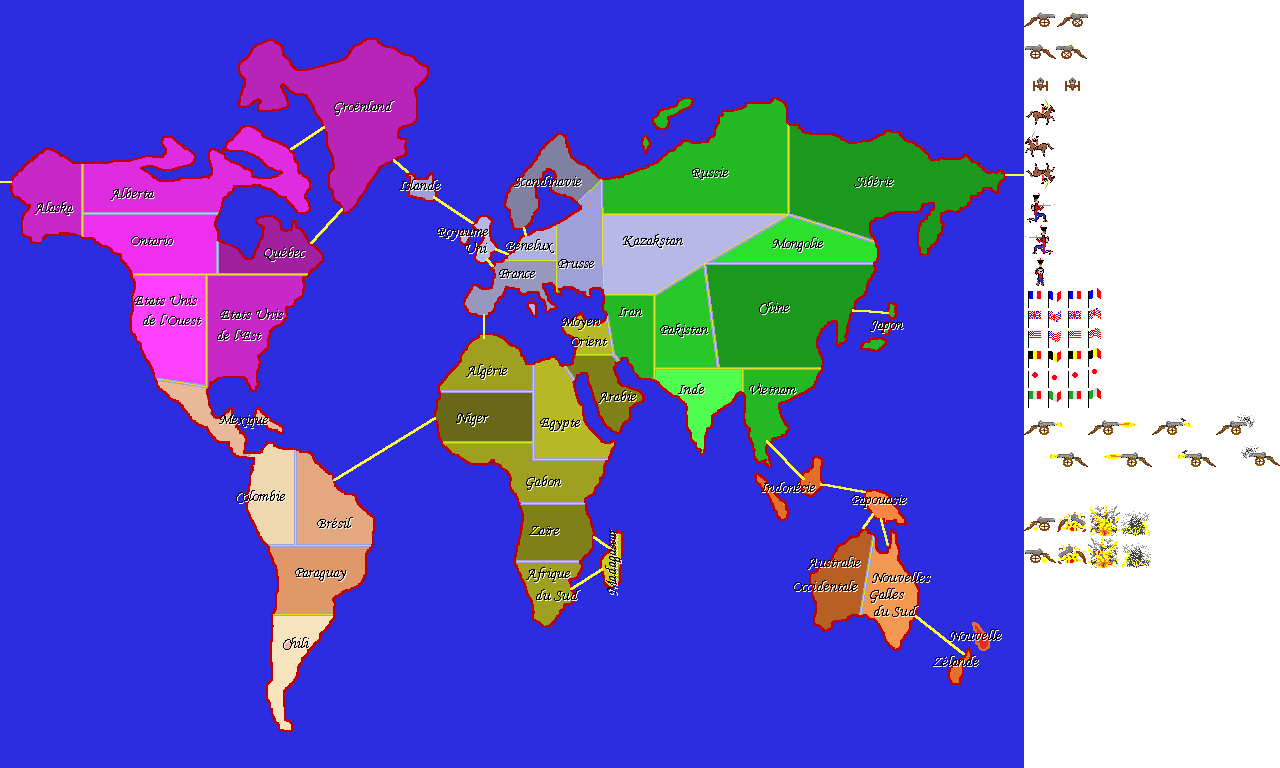 Groënland
Alaska
Alberta
Ontario
Québec
Etats Unis
de l'Ouest
Etats Unis
de l'Est
Mexique
Colombie
Brésil
Paraguay
Chili
Islande
Royaume
Uni
Scandinavie
Bénelux
France
Prusse
Russie
Sibérie
Kazakstan
Mongolie
Chine
Japon
Iran
Pakistan
Moyen
Orient
Arabie
Inde
Vietnam
Algérie
Niger
Egypte
Gabon
Zaïre
Afrique
du Sud
Madagascar
Indonésie
Papouasie
Australie
Occidentale
Nouvelles
Galles
du Sud
Nouvelle
Zélande